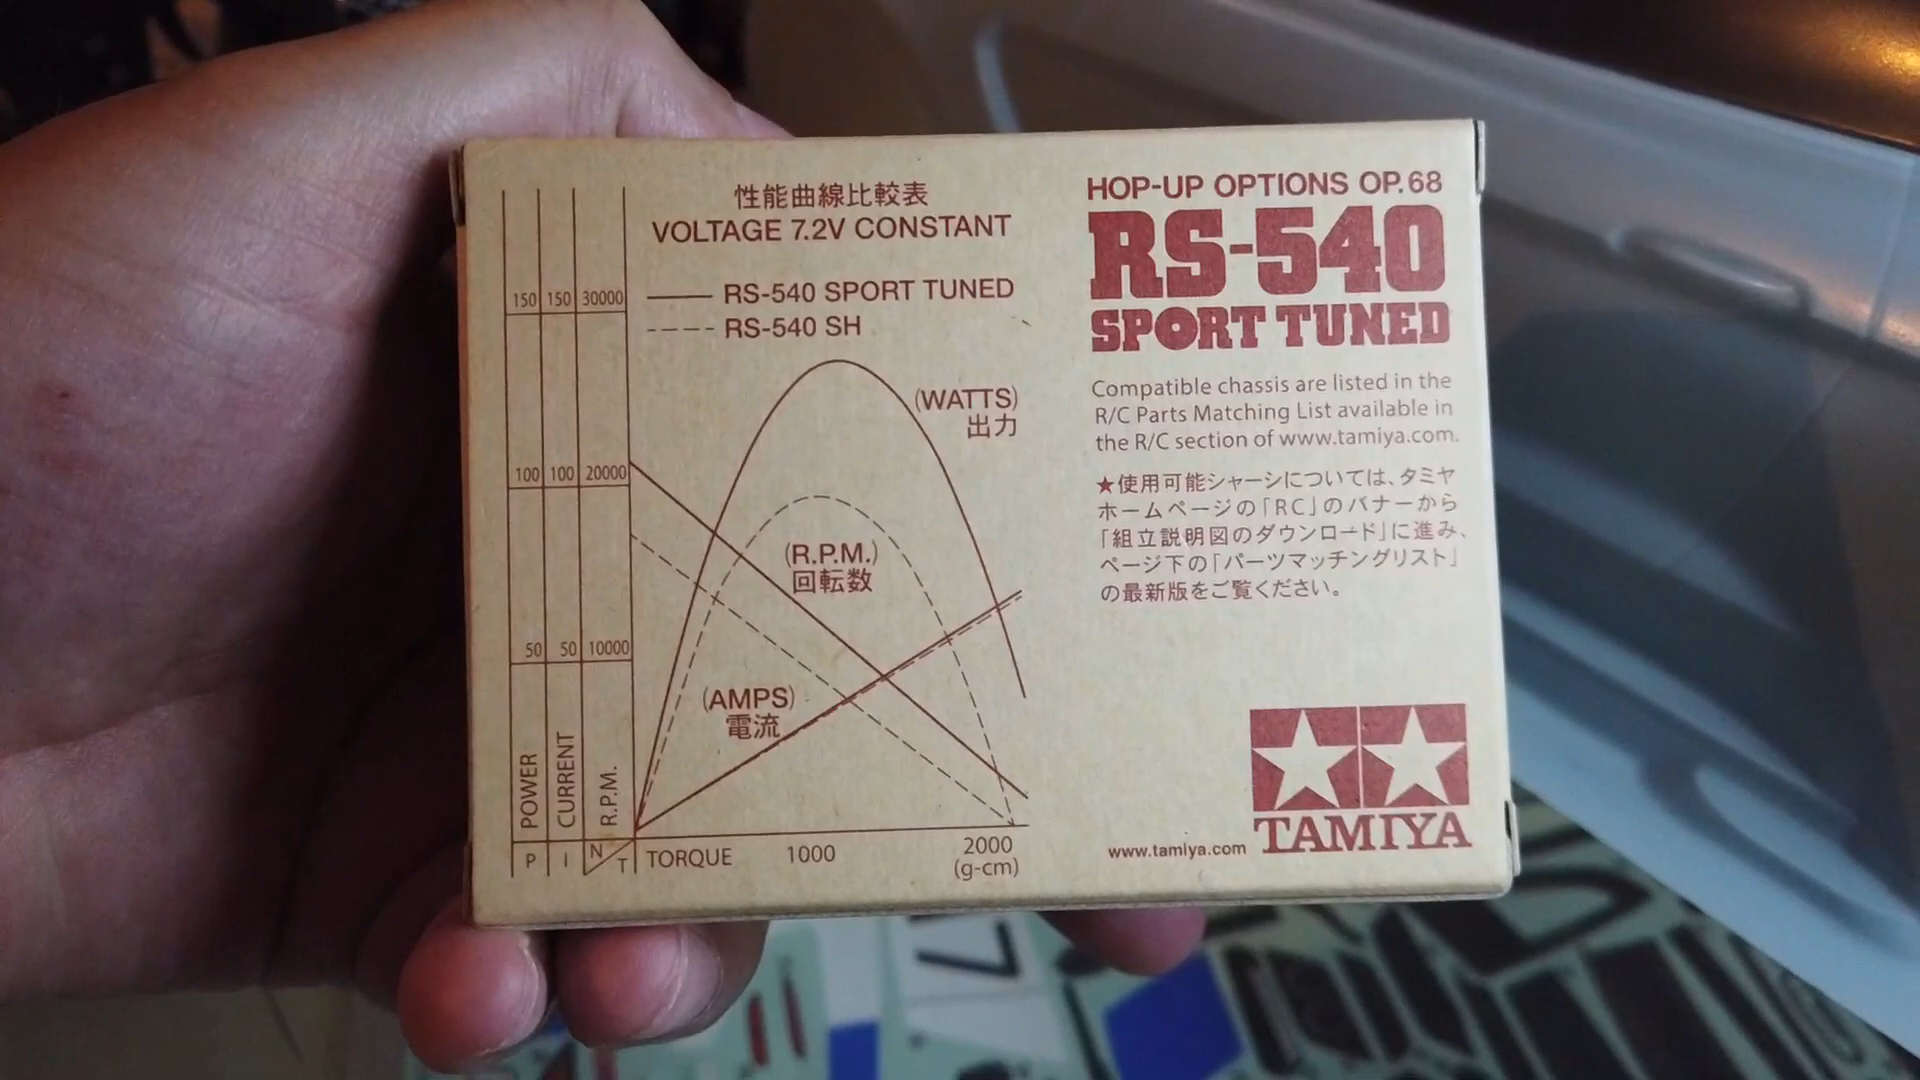 性能曲線比較表
VOLTAGE 7.2V CONSTANT
RS-540 SPORT TUNED
RS-540 SH
150 150 30000
100 100 20000
50 50 10000
(WATTS)
出力
(R.P.M.)
回転数
(AMPS)
電流
POWER
CURRENT
R.P.M.
P I N T
TORQUE 1000 2000
(g-cm)
HOP-UP OPTIONS OP.68
RS-540
SPORT TUNED
Compatible chassis are listed in the
R/C Parts Matching List available in
the R/C section of www.tamiya.com.
★使用可能シャーシについては、タミヤ
ホームページの「RC」のバナーから
「組立説明図のダウンロード」に進み、
ページ下の「パーツマッチングリスト」
の最新版をご覧ください。
www.tamiya.com
TAMIYA
17